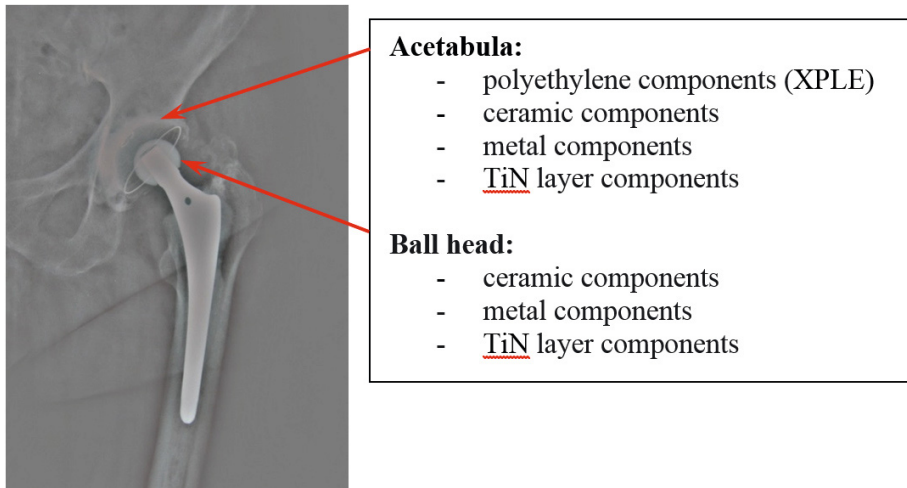 Acetabula:
- polyethylene components (XPLE)
- ceramic components
- metal components
- TiN layer components
Ball head:
- ceramic components
- metal components
- TiN layer components